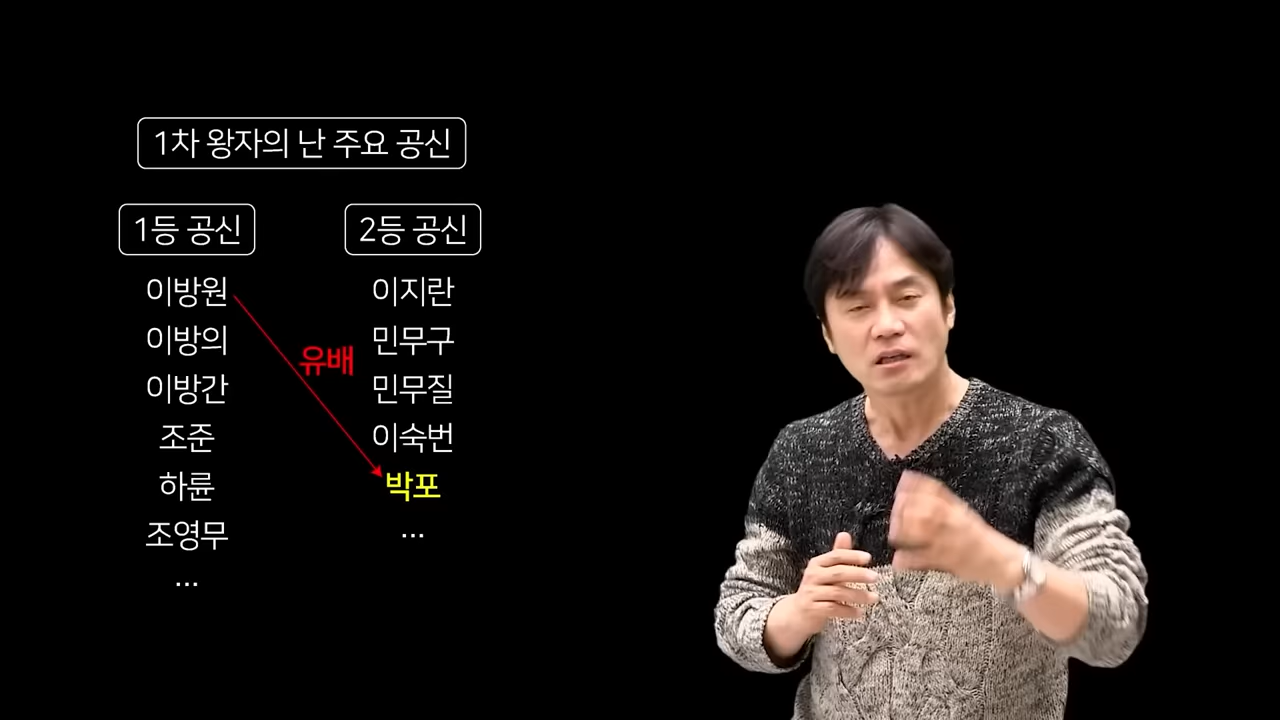 1차 왕자의 난 주요 공신
1등 공신
이방원
이방의
이방간
조준
하륜
조영무
...
2등 공신
이지란
민무구
민무질
이숙번
박포
...
유배